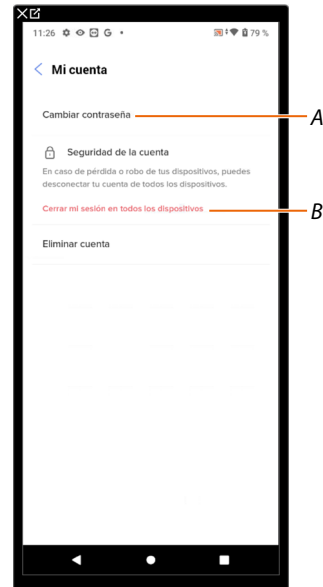 11:26 G •
79 %
Mi cuenta
Cambiar contraseña
A
Seguridad de la cuenta
En caso de pérdida o robo de tus dispositivos, puedes
desconectar tu cuenta de todos los dispositivos.
Cerrar mi sesión en todos los dispositivos
B
Eliminar cuenta